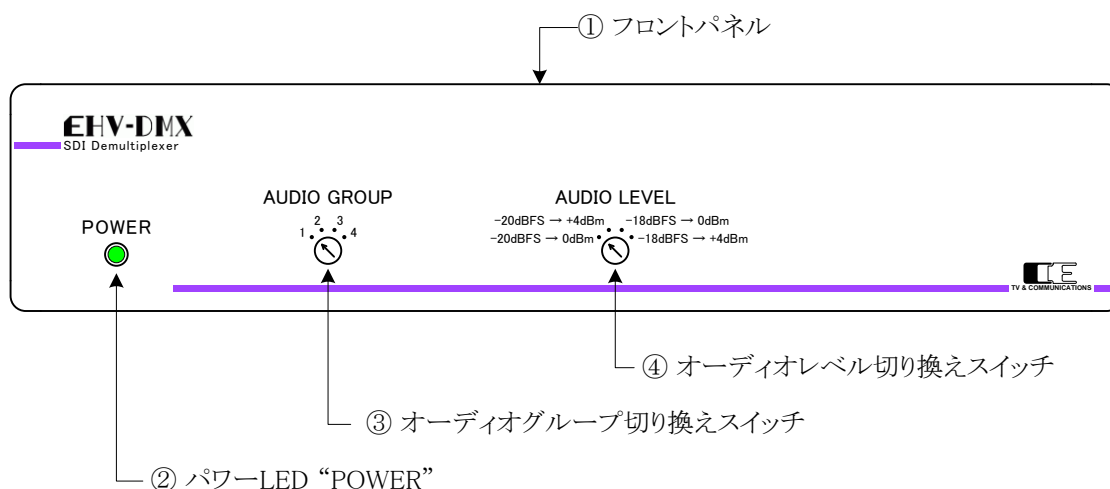 ① フロントパネル
EHV-DMX
SDI Demultiplexer
POWER
AUDIO GROUP
1 2 3 4
AUDIO LEVEL
-20dBFS → +4dBm -18dBFS → 0dBm
-20dBFS → 0dBm -18dBFS → +4dBm
TV & COMMUNICATIONS
④ オーディオレベル切り換えスイッチ
③ オーディオグループ切り換えスイッチ
② パワーLED “POWER”